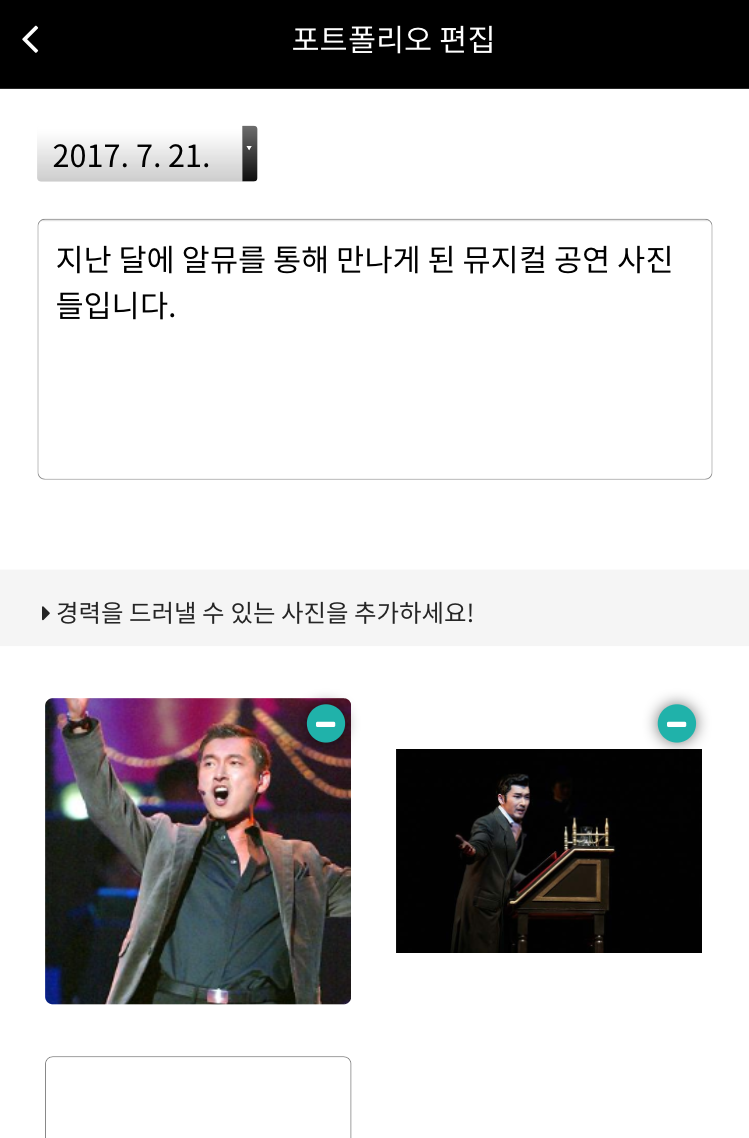 포트폴리오 편집
2017. 7. 21.
지난 달에 알뮤를 통해 만나게 된 뮤지컬 공연 사진
들입니다.
경력을 드러낼 수 있는 사진을 추가하세요!